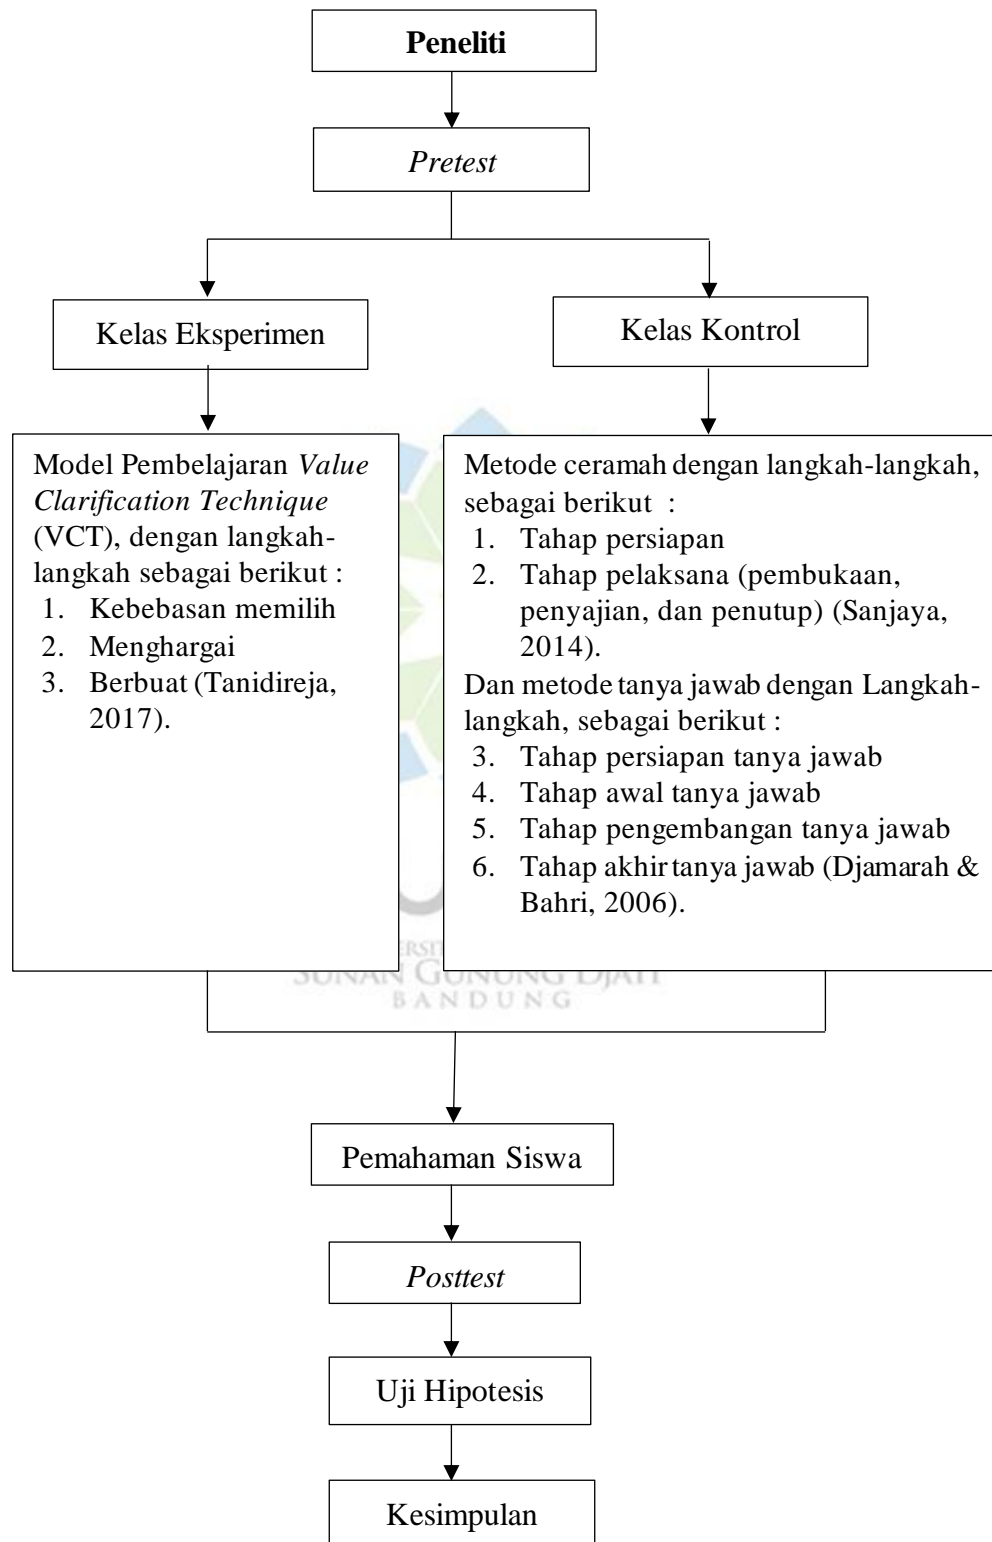 Peneliti
Pretest
Kelas Eksperimen
Kelas Kontrol
Model Pembelajaran Value
Clarification Technique
(VCT), dengan langkah-
langkah sebagai berikut :
1. Kebebasan memilih
2. Menghargai
3. Berbuat (Tanidireja,
2017).
Metode ceramah dengan langkah-langkah,
sebagai berikut :
1. Tahap persiapan
2. Tahap pelaksana (pembukaan,
penyajian, dan penutup) (Sanjaya,
2014).
Dan metode tanya jawab dengan Langkah-
langkah, sebagai berikut :
3. Tahap persiapan tanya jawab
4. Tahap awal tanya jawab
5. Tahap pengembangan tanya jawab
6. Tahap akhir tanya jawab (Djamarah &
Bahri, 2006).
SUNAN GUNUNG DJATI
BANDUNG
Pemahaman Siswa
Posttest
Uji Hipotesis
Kesimpulan